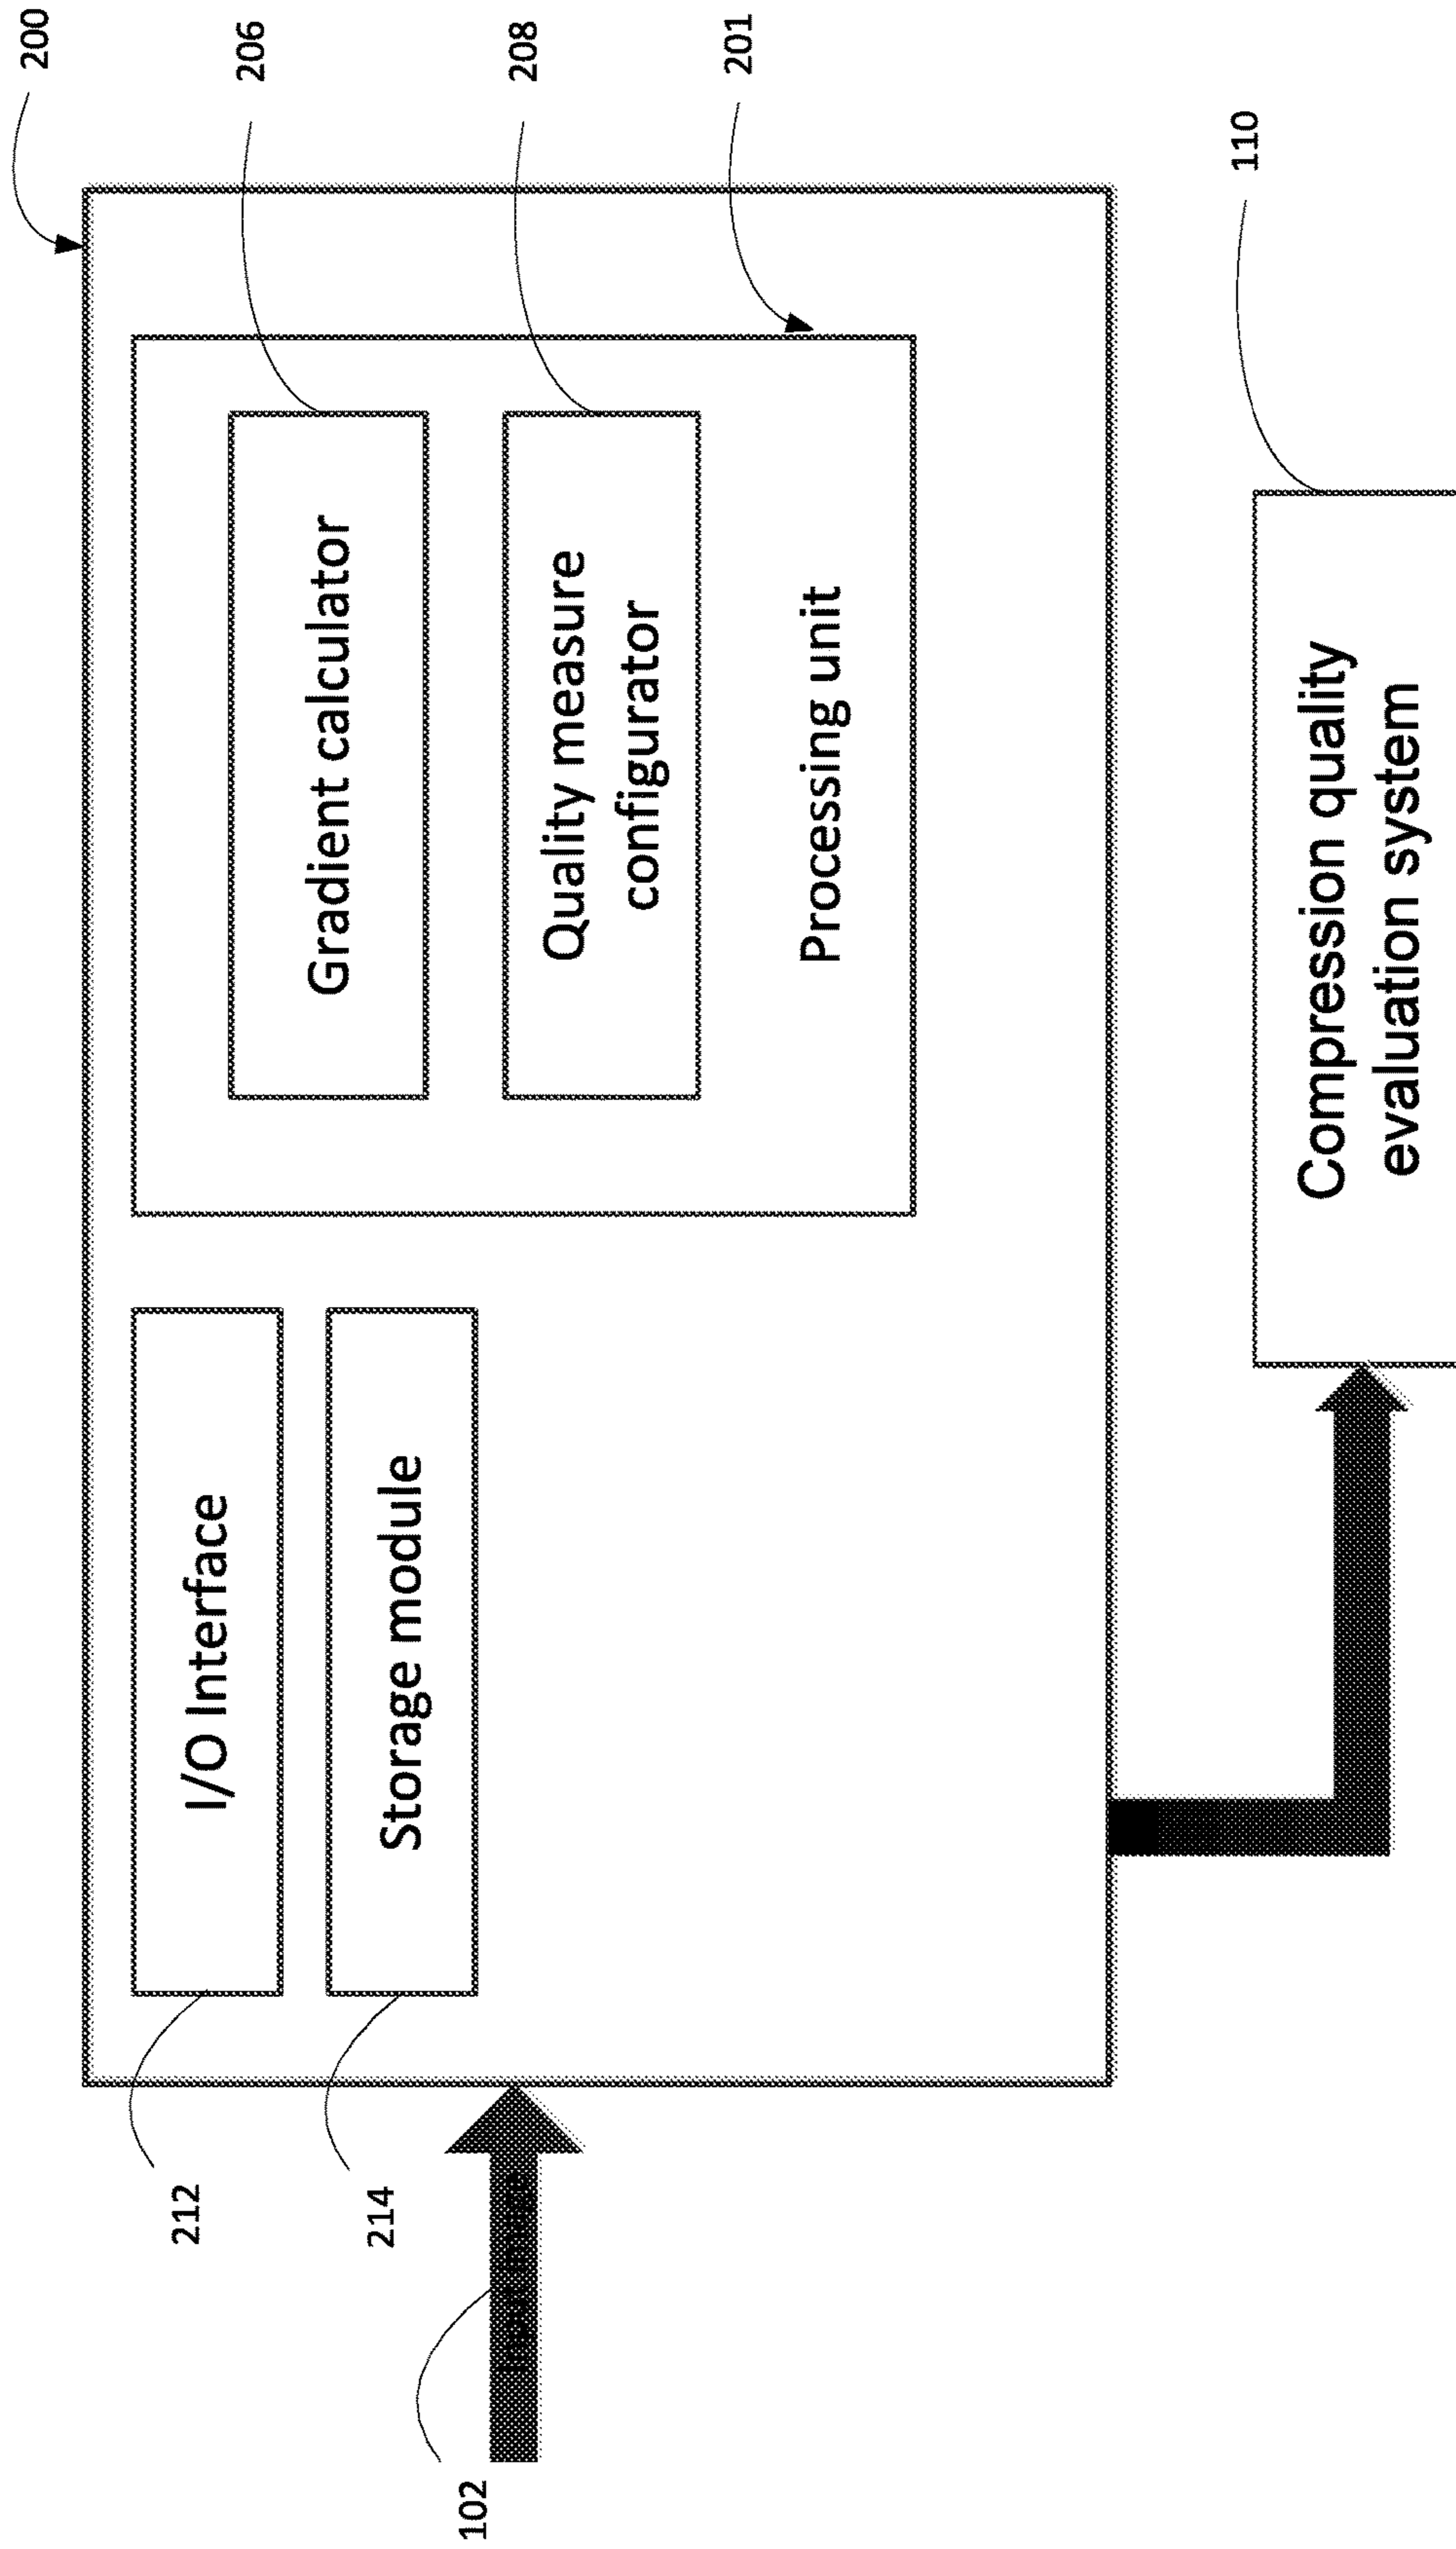 200
206
208
201
110
Gradient calculator
Quality measure
configurator
Processing unit
I/O Interface
Storage module
212
214
102
Compression quality
evaluation system